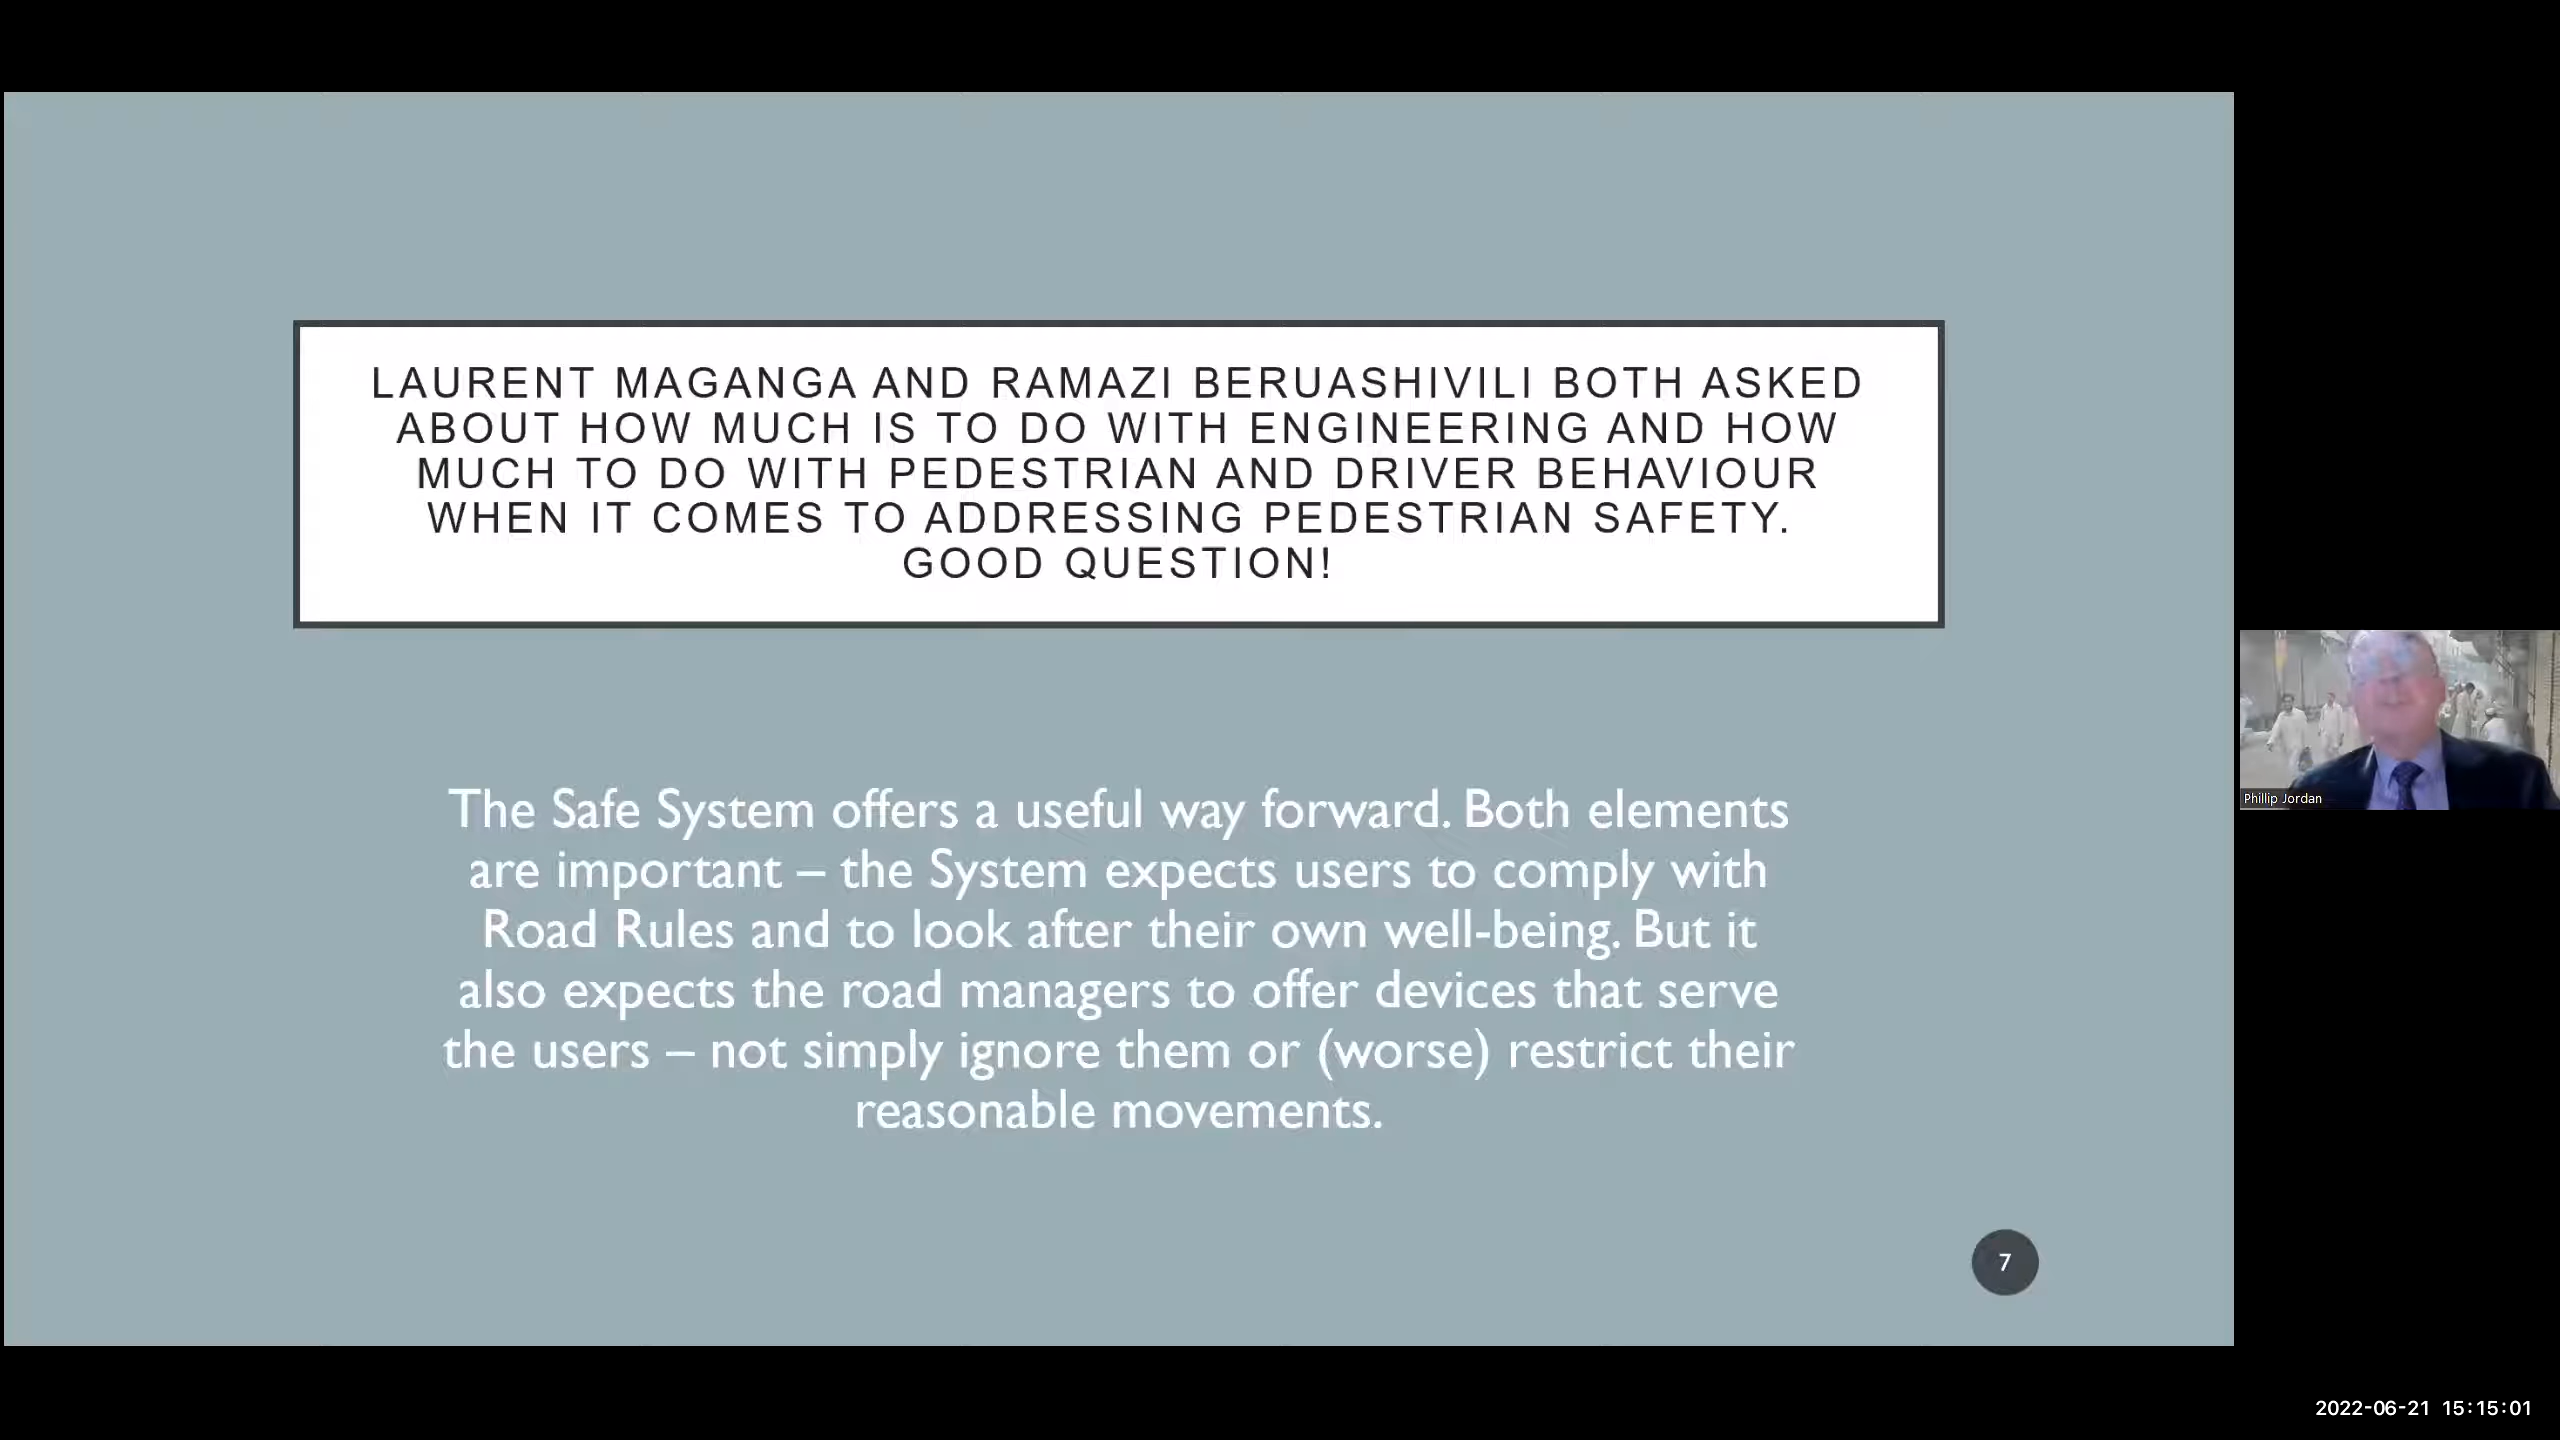 LAURENT MAGANGA AND RAMAZI BERUASHIVILI BOTH ASKED
ABOUT HOW MUCH IS TO DO WITH ENGINEERING AND HOW
MUCH TO DO WITH PEDESTRIAN AND DRIVER BEHAVIOUR
WHEN IT COMES TO ADDRESSING PEDESTRIAN SAFETY.
GOOD QUESTION!
The Safe System offers a useful way forward. Both elements
are important – the System expects users to comply with
Road Rules and to look after their own well-being. But it
also expects the road managers to offer devices that serve
the users – not simply ignore them or (worse) restrict their
reasonable movements.
7
Phillip Jordan
2022-06-21 15:15:01